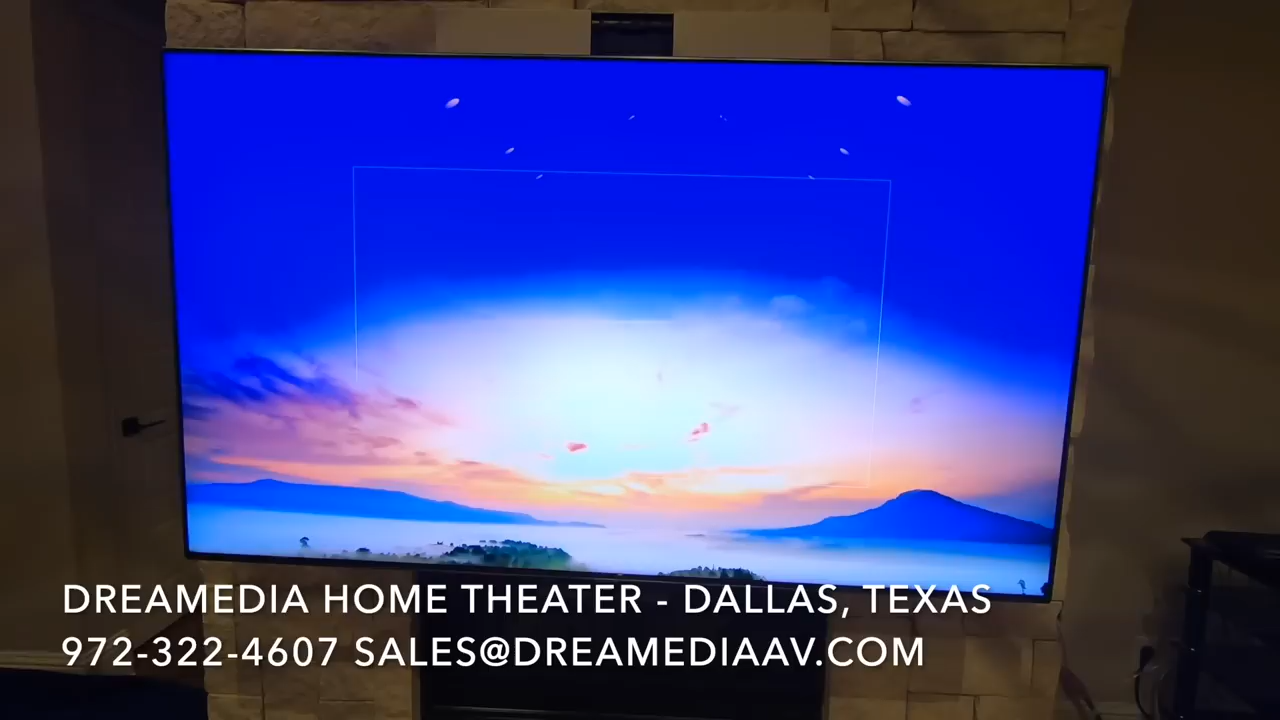 DREAMEDIA HOME THEATER - DALLAS, TEXAS
972-322-4607 SALES@DREAMEDIAAV.COM